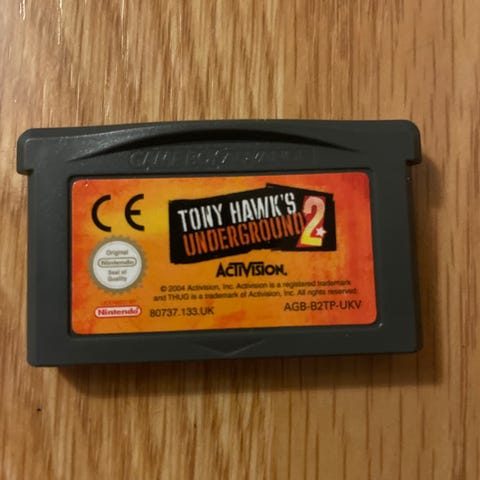 GAME BOY ADVANCE
CE
TONY HAWK'S
UNDERGROUND 2
Original
Nintendo
Seal of
Quality
ACTIVISION.
© 2004 Activision, Inc. Activision is a registered trademark
and THUG is a trademark of Activision, Inc. All rights reserved.
LICENSED BY
Nintendo
80737.133.UK
AGB-B2TP-UKV